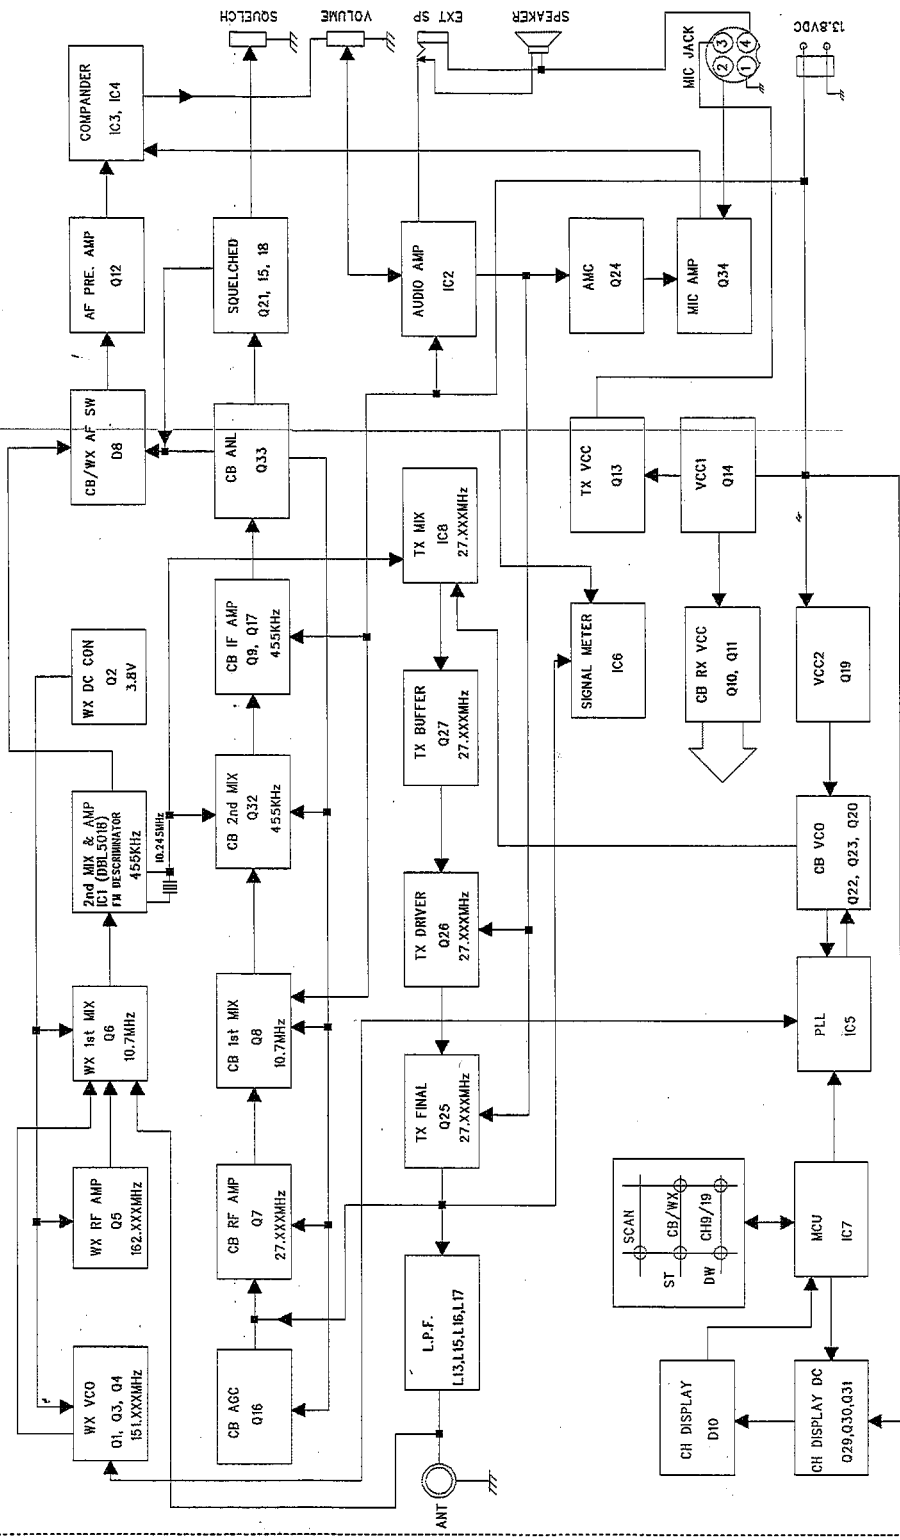 WX VCO
Q1, Q3, Q4
151.XXXMHz
WX RF AMP
Q5
162.XXXMHz
WX 1st MIX
Q6
10.7MHz
2nd MIX & AMP
IC1 (DBL5018)
FM DESCRIMINATOR
455KHz
10.245MHz
WX DC CON
Q2
3.8V
CB/WX AF SW
D8
AF PRE. AMP
Q12
COMPANDER
IC3, IC4
CB AGC
Q16
CB RF AMP
Q7
27.XXXMHz
CB 1st MIX
Q8
10.7MHz
CB 2nd MIX
Q32
455KHz
CB IF AMP
Q9, Q17
455KHz
CB ANL
Q33
SQUELCHED
Q21, 15, 18
SQUELCH
VOLUME
EXT SP
SPEAKER
ANT
L.P.F.
L13,L15,L16,L17
TX FINAL
Q25
27.XXXMHz
TX DRIVER
Q26
27.XXXMHz
TX BUFFER
Q27
27.XXXMHz
TX MIX
IC8
27.XXXMHz
AUDIO AMP
IC2
SIGNAL METER
IC6
TX VCC
Q13
AMC
Q24
MIC AMP
Q34
MIC JACK
1
2
3
4
13.8VDC
CB RX VCC
Q10, Q11
VCC1
Q14
SCAN
ST
CB/WX
DW
CH9/19
CH DISPLAY
D10
CH DISPLAY DC
Q29,Q30,Q31
MCU
IC7
PLL
IC5
CB VCO
Q22, Q23, Q20
VCC2
Q19